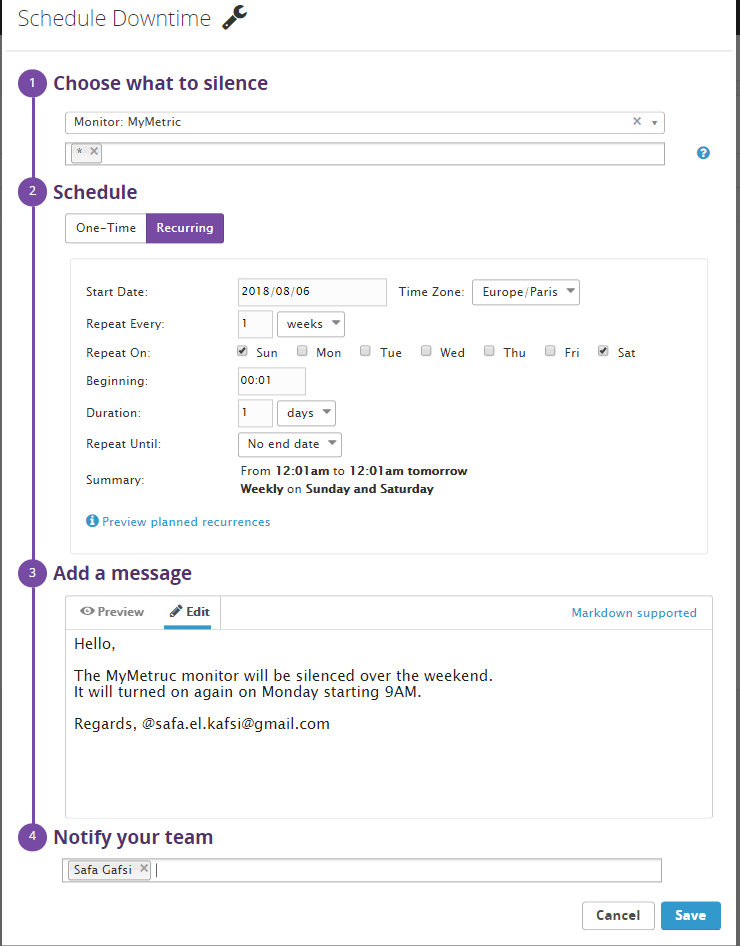 Schedule Downtime
1 Choose what to silence
Monitor: MyMetric × ▾
* ×
?
2 Schedule
One-Time Recurring
Start Date: 2018/08/06 Time Zone: Europe/Paris
Repeat Every: 1 weeks
Repeat On: Sun Mon Tue Wed Thu Fri Sat
Beginning: 00:01
Duration: 1 days
Repeat Until: No end date
Summary: From 12:01am to 12:01am tomorrow
Weekly on Sunday and Saturday
Preview planned recurrences
3 Add a message
Preview Edit Markdown supported
Hello,
The MyMetruc monitor will be silenced over the weekend.
It will turned on again on Monday starting 9AM.
Regards, @safa.el.kafsi@gmail.com
4 Notify your team
Safa Gafsi ×
Cancel Save